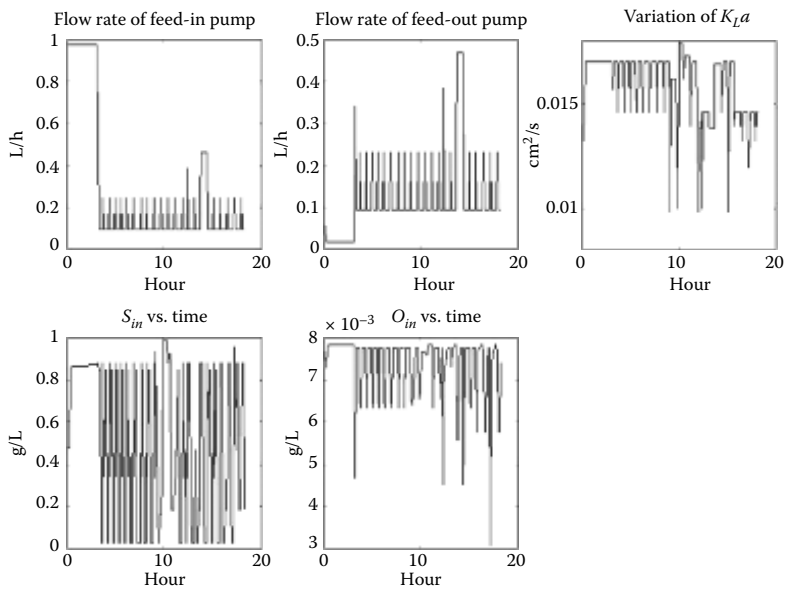 Flow rate of feed-in pump
1
0.8
0.6
0.4
0.2
0
L/h
0 10 20
Hour
Flow rate of feed-out pump
0.5
0.4
0.3
0.2
0.1
0
L/h
0 10 20
Hour
Variation of K_La
0.015
0.01
cm²/s
0 10 20
Hour
S_in vs. time
1
0.8
0.6
0.4
0.2
0
g/L
0 10 20
Hour
× 10⁻³ O_in vs. time
8
7
6
5
4
3
g/L
0 10 20
Hour